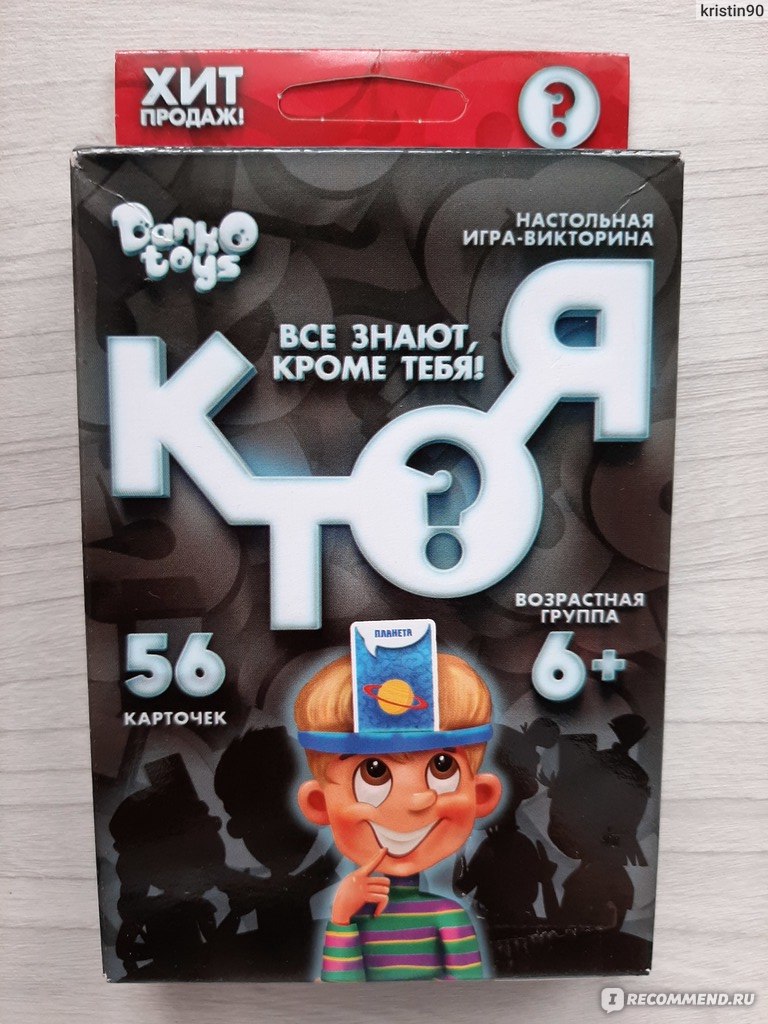 kristin90
ХИТ
ПРОДАЖ!
?
Danko
toys
НАСТОЛЬНАЯ
ИГРА-ВИКТОРИНА
ВСЕ ЗНАЮТ,
КРОМЕ ТЕБЯ!
КТО Я
?
56
КАРТОЧЕК
ВОЗРАСТНАЯ
ГРУППА
6+
ПЛАНЕТА
I RECOMMEND.RU